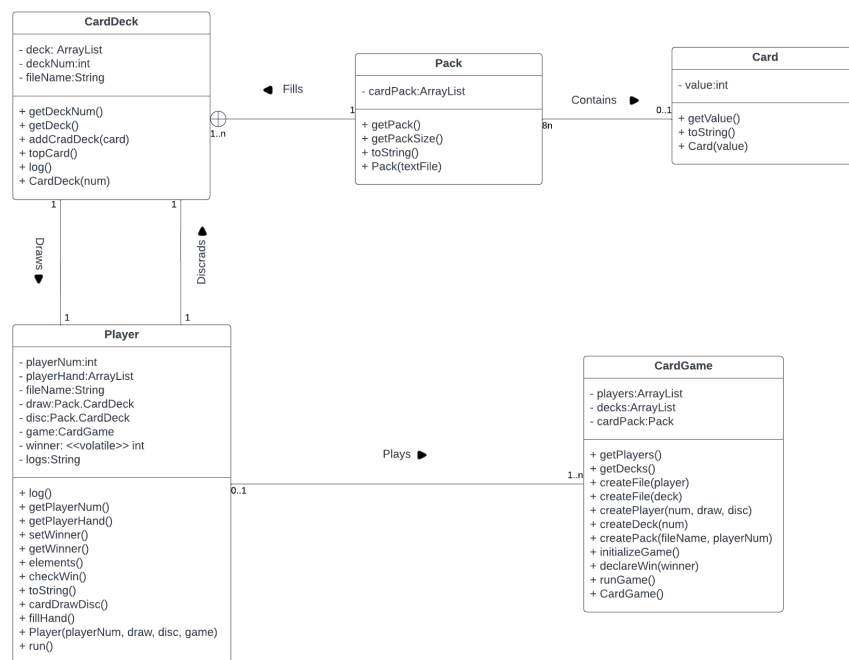 CardDeck
- deck: ArrayList
- deckNum:int
- fileName:String
+ getDeckNum()
+ getDeck()
+ addCradDeck(card)
+ topCard()
+ log()
+ CardDeck(num)
Fills
1..n
1
Pack
- cardPack:ArrayList
+ getPack()
+ getPackSize()
+ toString()
+ Pack(textFile)
Contains
8n
0..1
Card
- value:int
+ getValue()
+ toString()
+ Card(value)
1
1
Draws
Discrads
1
1
Player
- playerNum:int
- playerHand:ArrayList
- fileName:String
- draw:Pack.CardDeck
- disc:Pack.CardDeck
- game:CardGame
- winner: <<volatile>> int
- logs:String
+ log()
+ getPlayerNum()
+ getPlayerHand()
+ setWinner()
+ getWinner()
+ elements()
+ checkWin()
+ toString()
+ cardDrawDisc()
+ fillHand()
+ Player(playerNum, draw, disc, game)
+ run()
Plays
0..1
1..n
CardGame
- players:ArrayList
- decks:ArrayList
- cardPack:Pack
+ getPlayers()
+ getDecks()
+ createFile(player)
+ createFile(deck)
+ createPlayer(num, draw, disc)
+ createDeck(num)
+ createPack(fileName, playerNum)
+ initializeGame()
+ declareWin(winner)
+ runGame()
+ CardGame()